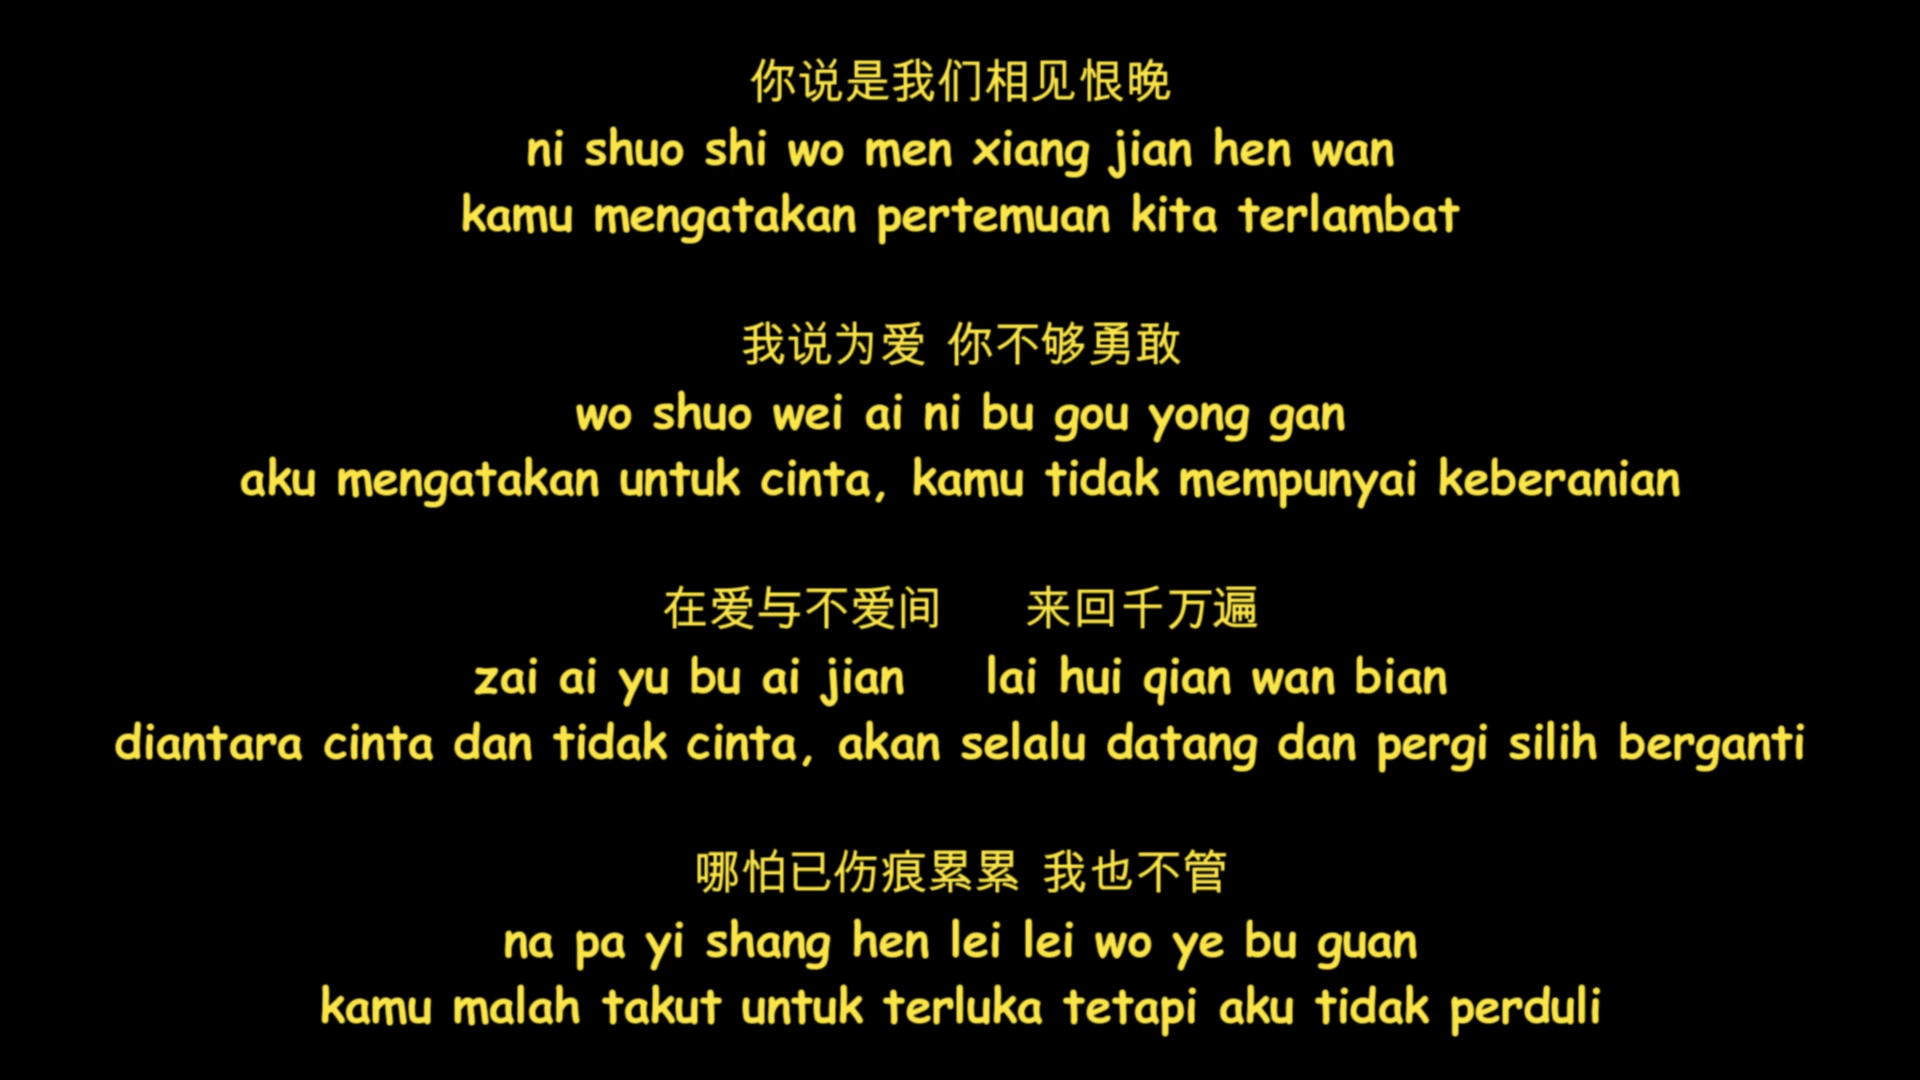 你说是我们相见恨晚
ni shuo shi wo men xiang jian hen wan
kamu mengatakan pertemuan kita terlambat
我说为爱 你不够勇敢
wo shuo wei ai ni bu gou yong gan
aku mengatakan untuk cinta, kamu tidak mempunyai keberanian
在爱与不爱间 来回千万遍
zai ai yu bu ai jian lai hui qian wan bian
diantara cinta dan tidak cinta, akan selalu datang dan pergi silih berganti
哪怕已伤痕累累 我也不管
na pa yi shang hen lei lei wo ye bu guan
kamu malah takut untuk terluka tetapi aku tidak perduli